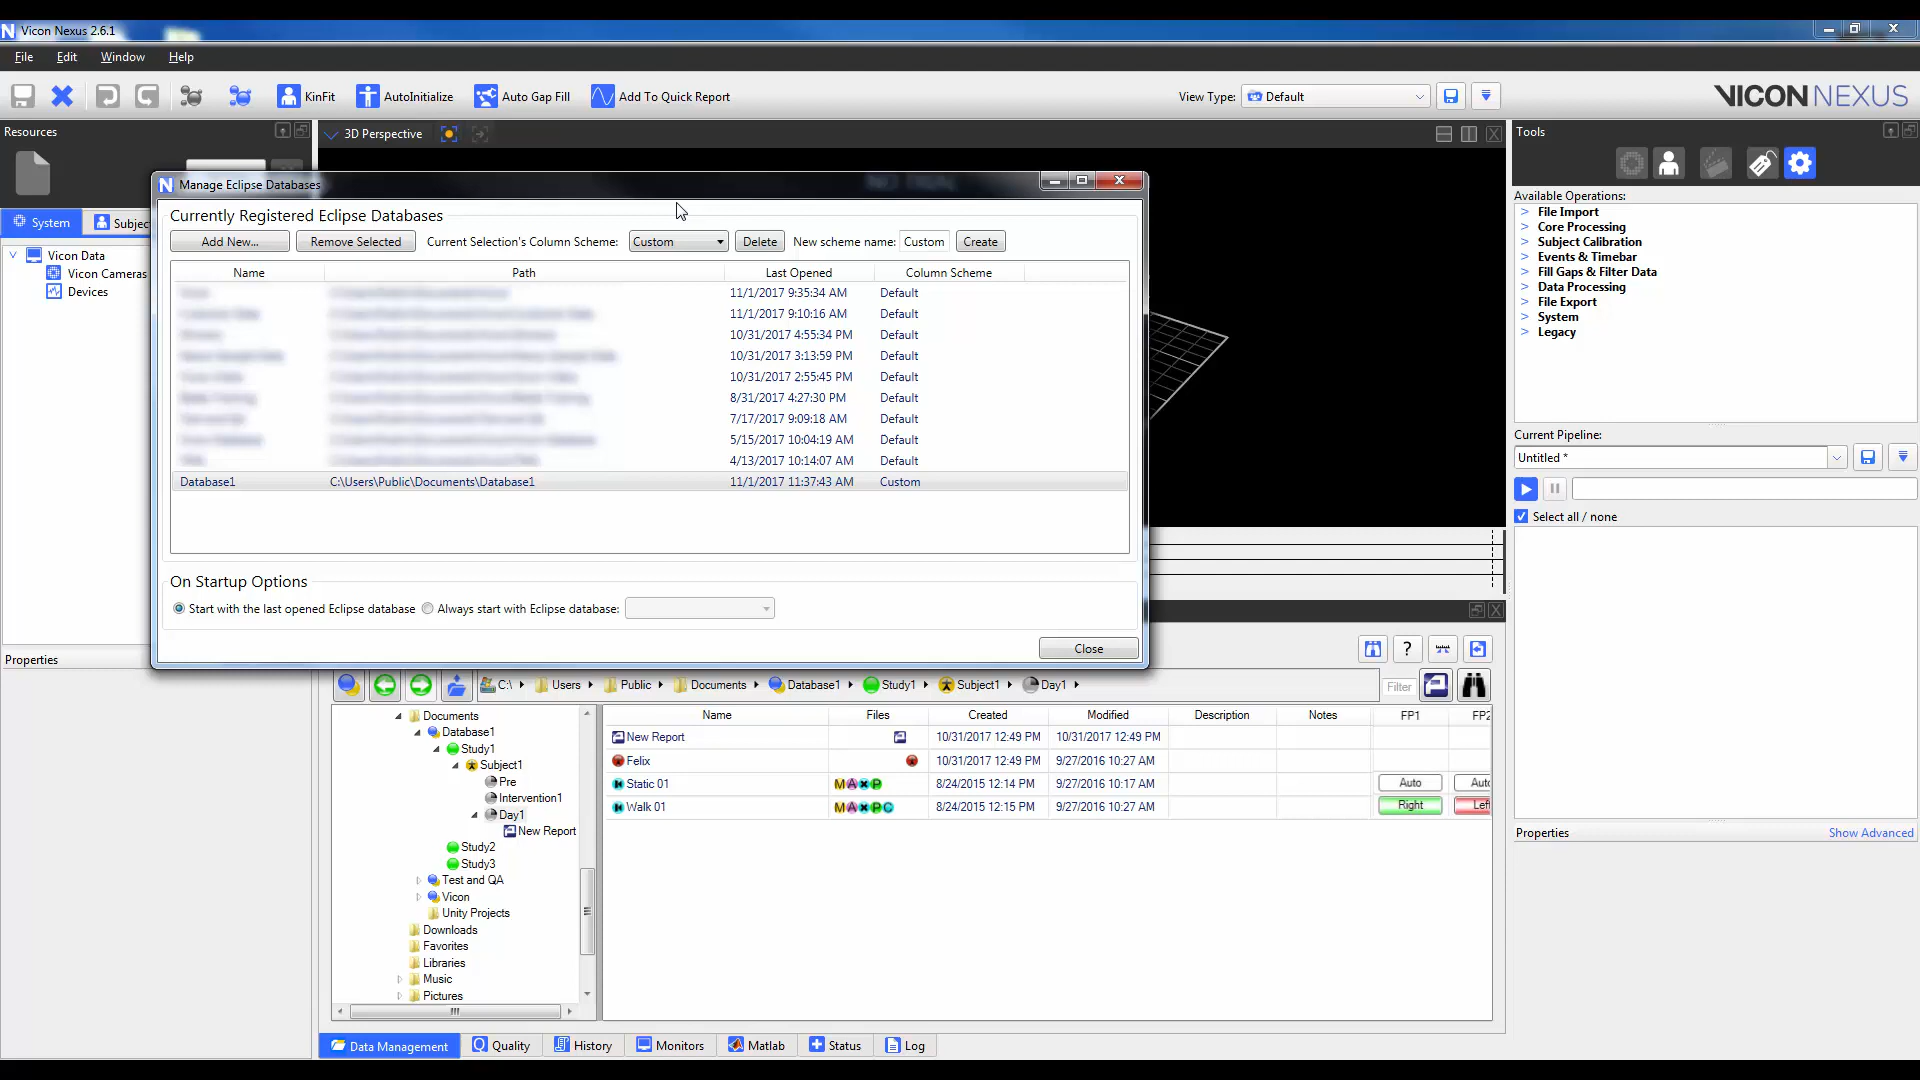 Vicon Nexus 2.6.1
File Edit Window Help
KinFit AutoInitialize Auto Gap Fill Add To Quick Report
View Type: Default
VICON NEXUS
Resources
3D Perspective
Tools
Manage Eclipse Databases
System Subjec
Vicon Data
Vicon Cameras
Devices
Currently Registered Eclipse Databases
Add New... Remove Selected Current Selection's Column Scheme: Custom Delete New scheme name: Custom Create
Name Path Last Opened Column Scheme
11/1/2017 9:35:34 AM Default
11/1/2017 9:10:16 AM Default
10/31/2017 4:55:34 PM Default
10/31/2017 3:13:59 PM Default
10/31/2017 2:55:45 PM Default
8/31/2017 4:27:30 PM Default
7/17/2017 9:09:18 AM Default
5/15/2017 10:04:19 AM Default
4/13/2017 10:14:07 AM Default
Database1 C:\Users\Public\Documents\Database1 11/1/2017 11:37:43 AM Custom
On Startup Options
Start with the last opened Eclipse database Always start with Eclipse database:
Close
Available Operations:
> File Import
> Core Processing
> Subject Calibration
> Events & Timebar
> Fill Gaps & Filter Data
> Data Processing
> File Export
> System
> Legacy
Current Pipeline:
Untitled *
Select all / none
Properties Show Advanced
Properties
C:\ Users Public Documents Database1 Study1 Subject1 Day1 Filter
Documents
Database1
Study1
Subject1
Pre
Intervention1
Day1
New Report
Study2
Study3
Test and QA
Vicon
Unity Projects
Downloads
Favorites
Libraries
Music
Pictures
Name Files Created Modified Description Notes FP1 FP2
New Report 10/31/2017 12:49 PM 10/31/2017 12:49 PM
Felix 10/31/2017 12:49 PM 9/27/2016 10:27 AM
Static 01 M A X P 8/24/2015 12:14 PM 9/27/2016 10:17 AM Auto Auto
Walk 01 M A X P C 8/24/2015 12:15 PM 9/27/2016 10:27 AM Right Left
Data Management Quality History Monitors Matlab Status Log